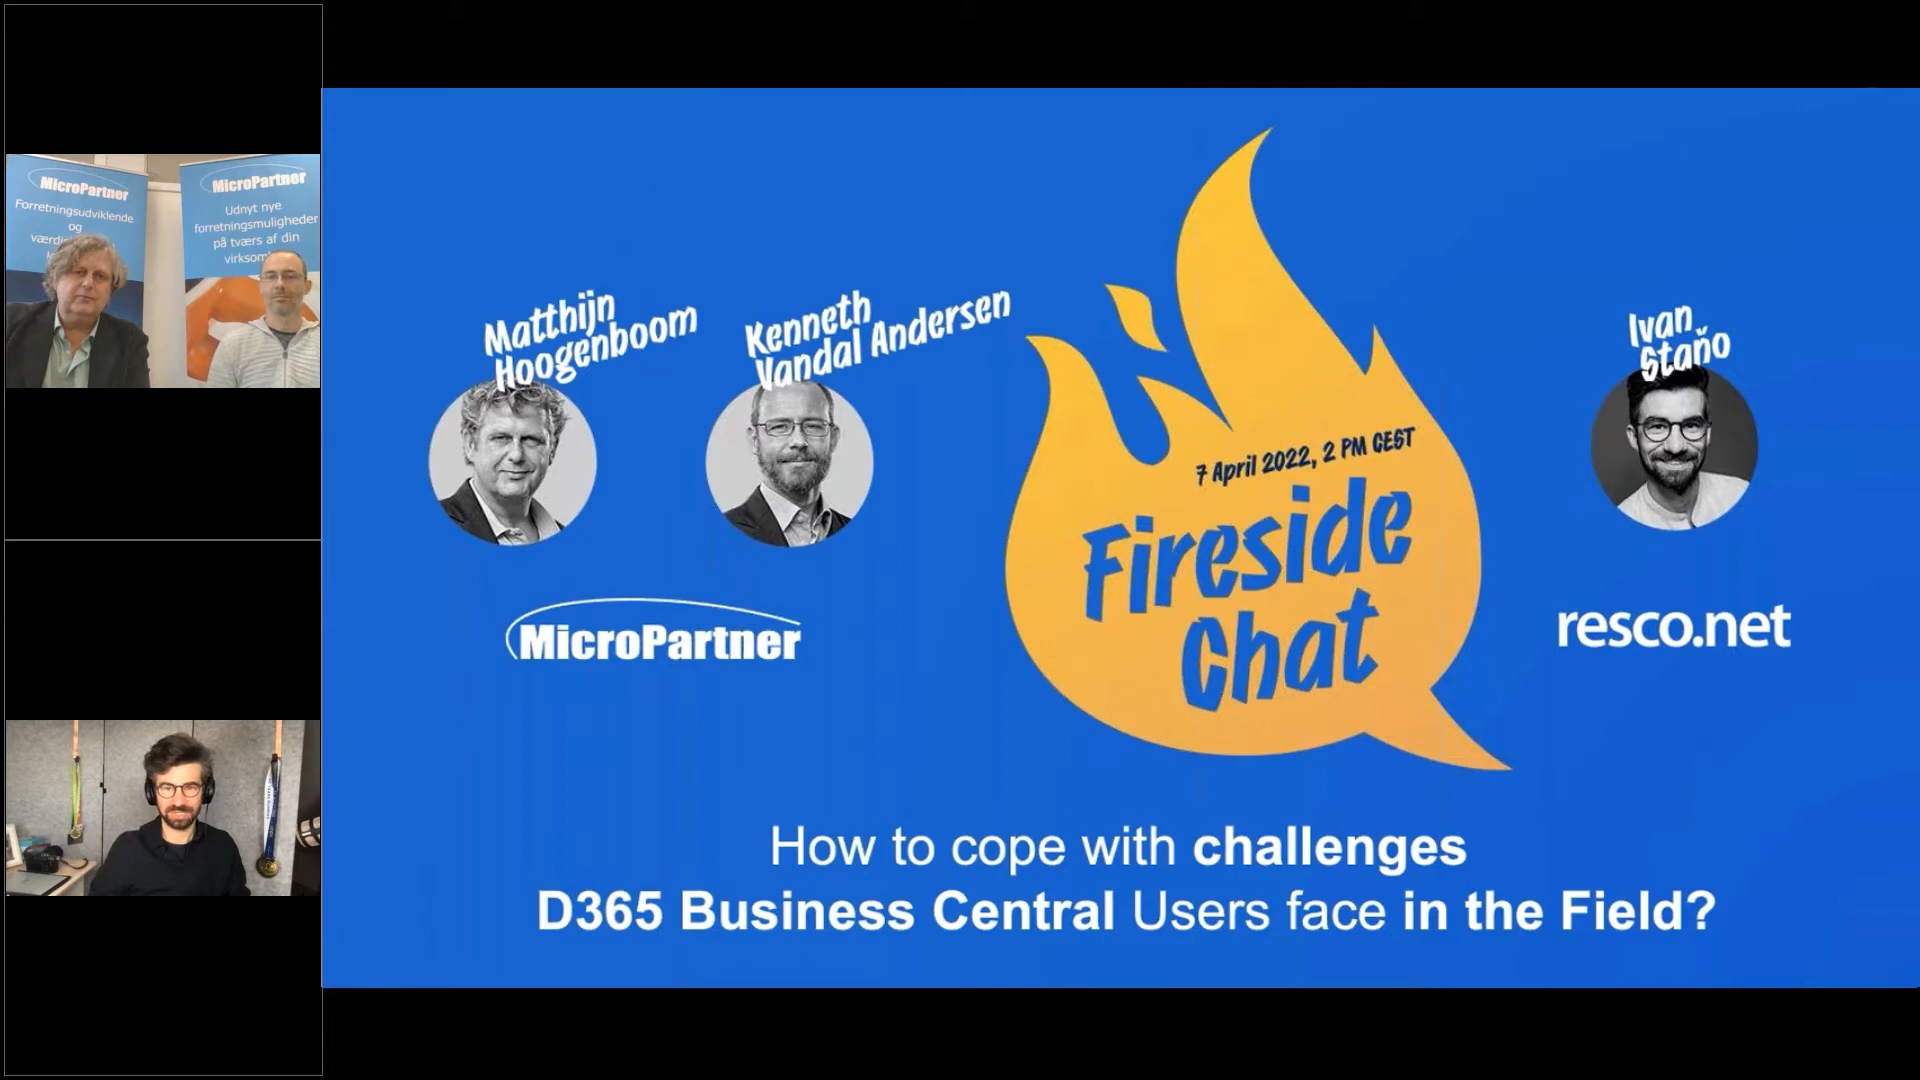 MicroPartner
Forretningsudviklende
og
MicroPartner
Udnyt nye
forretningsmuligheder
på tværs af din
Matthijn
Hoogenboom
Kenneth
Vandal Andersen
Ivan
Staňo
7 April 2022, 2 PM CEST
Fireside
Chat
MicroPartner
resco.net
How to cope with challenges
D365 Business Central Users face in the Field?